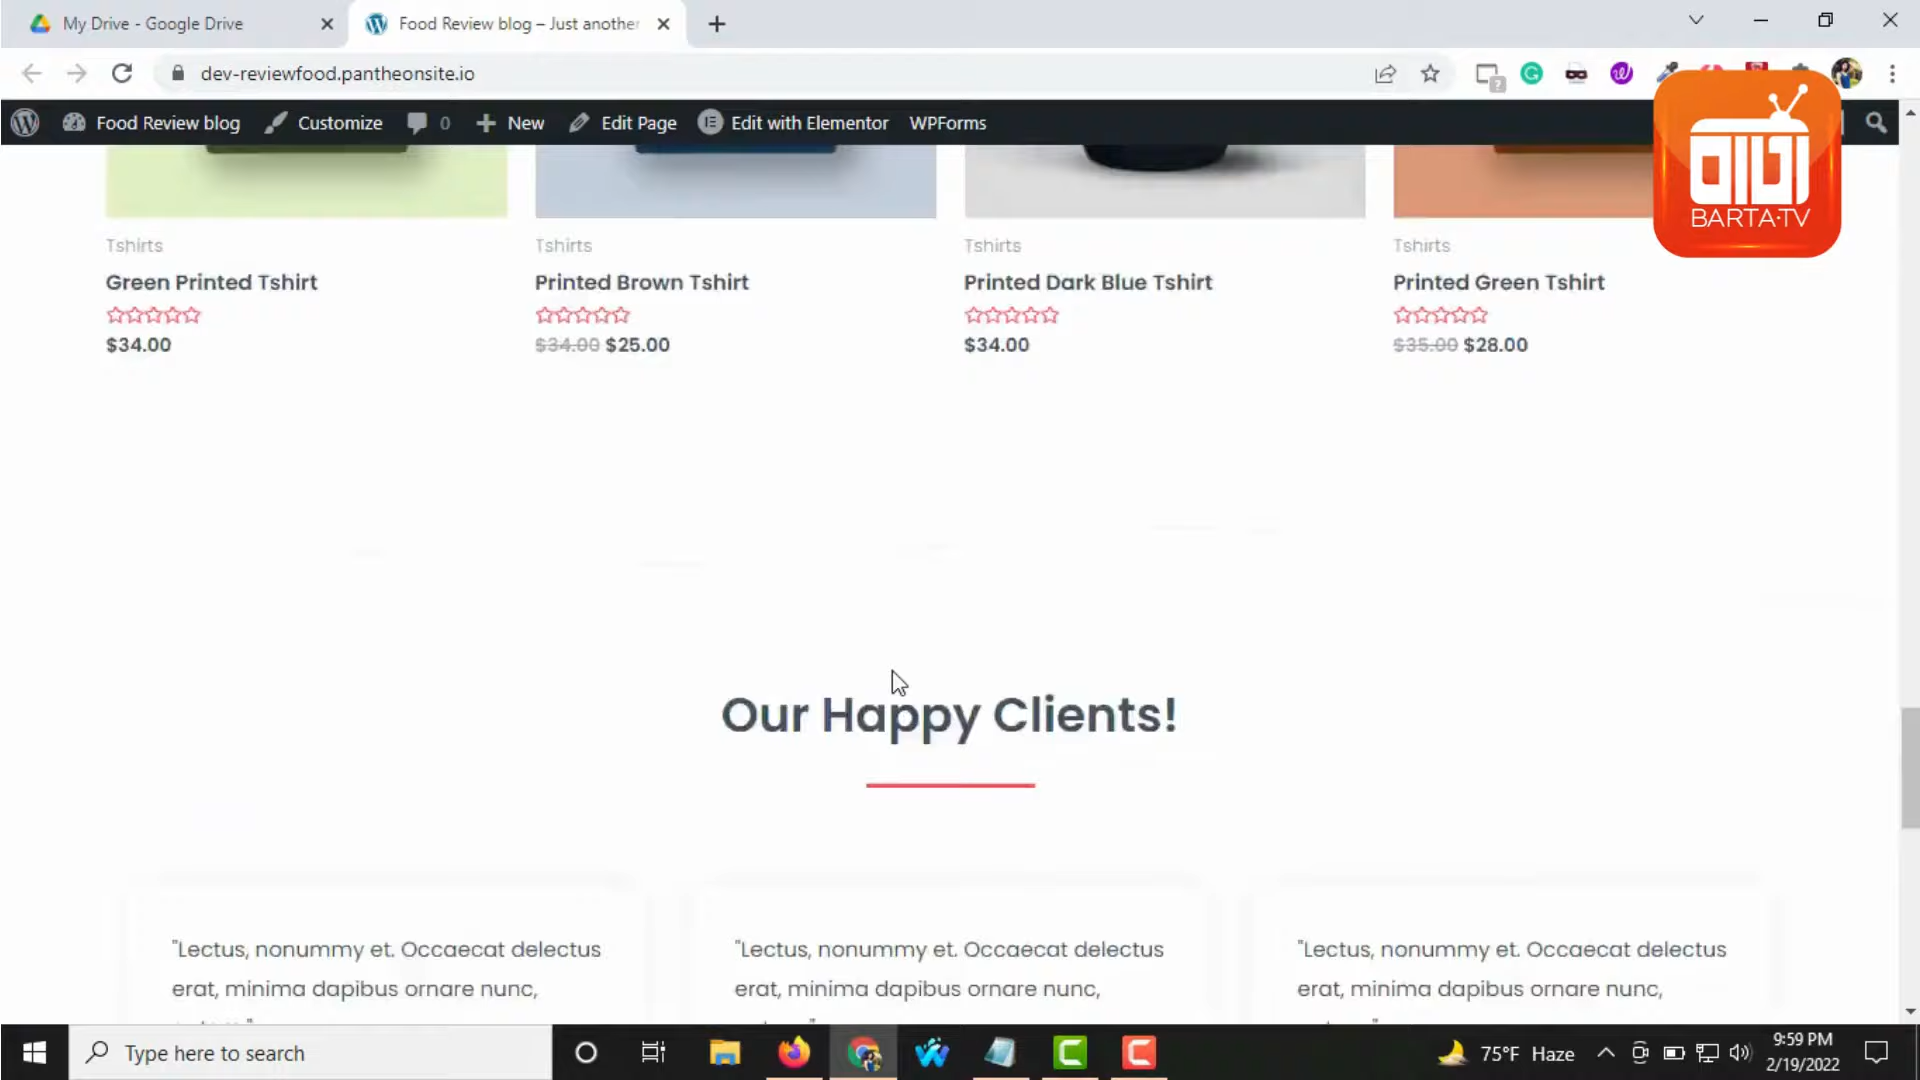 My Drive - Google Drive
Food Review blog – Just another
dev-reviewfood.pantheonsite.io
Food Review blog
Customize
0
New
Edit Page
Edit with Elementor
WPForms
BARTA·TV
Tshirts
Green Printed Tshirt
$34.00
Tshirts
Printed Brown Tshirt
$34.00 $25.00
Tshirts
Printed Dark Blue Tshirt
$34.00
Tshirts
Printed Green Tshirt
$35.00 $28.00
Our Happy Clients!
"Lectus, nonummy et. Occaecat delectus
erat, minima dapibus ornare nunc,
"Lectus, nonummy et. Occaecat delectus
erat, minima dapibus ornare nunc,
"Lectus, nonummy et. Occaecat delectus
erat, minima dapibus ornare nunc,
Type here to search
75°F Haze
9:59 PM
2/19/2022